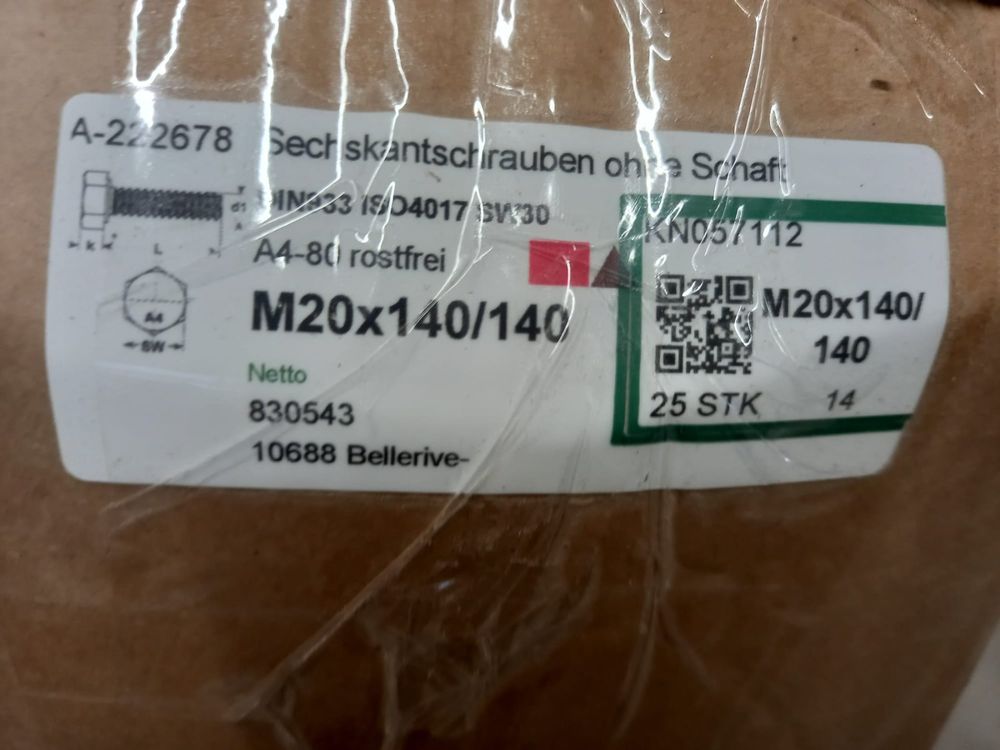 A-222678 Sechskantschrauben ohne Schaft
DIN933 ISO4017 SW30
A4-80 rostfrei
M20x140/140
Netto
830543
10688 Bellerive-
k
L
d1
A4
SW
KN057112
M20x140/
140
25 STK 14